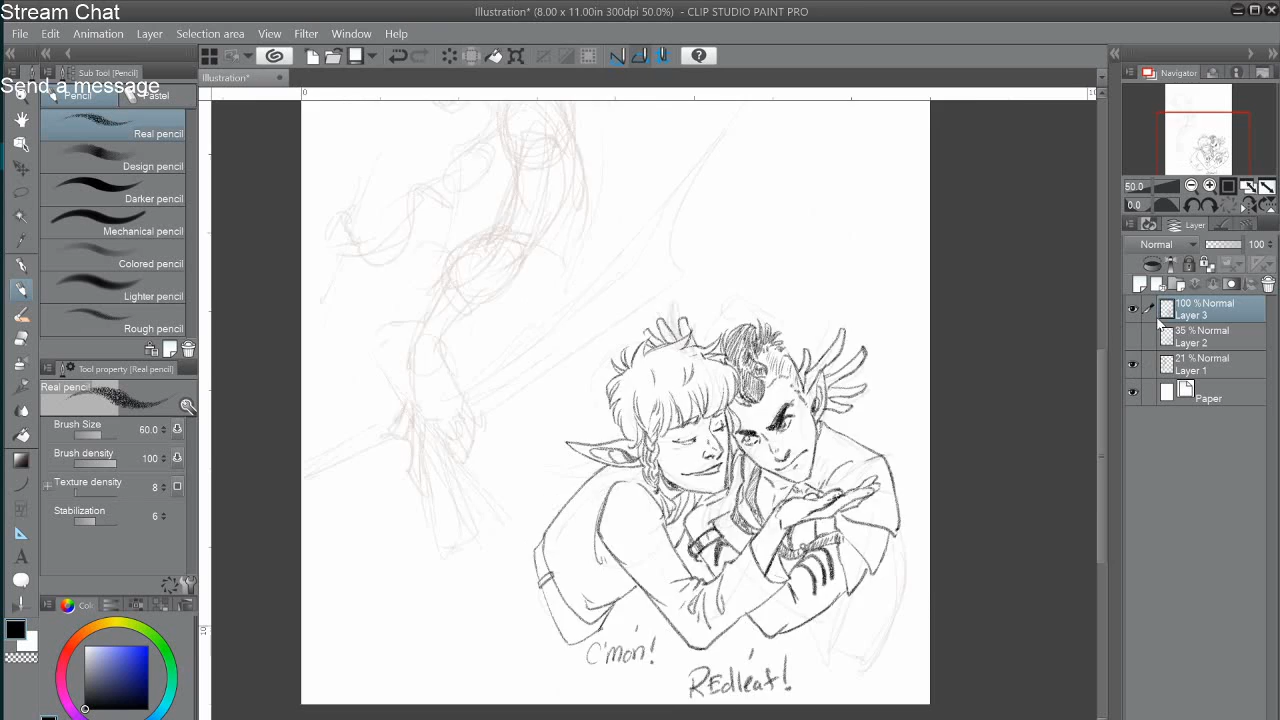 Stream Chat
Illustration* (8.00 x 11.00in 300dpi 50.0%) - CLIP STUDIO PAINT PRO
File Edit Animation Layer Selection area View Filter Window Help
Sub Tool [Pencil]
Send a message
Pencil Pastel
Illustration*
0
Real pencil
Design pencil
Darker pencil
Mechanical pencil
Colored pencil
Lighter pencil
Rough pencil
Tool property [Real pencil]
Real pencil
Brush Size 60.0
Brush density 100
Texture density 8
Stabilization 6
C'mon!
REdleaf!
Navigator
50.0
0.0
Layer
Normal 100
100 % Normal
Layer 3
35 % Normal
Layer 2
21 % Normal
Layer 1
Paper